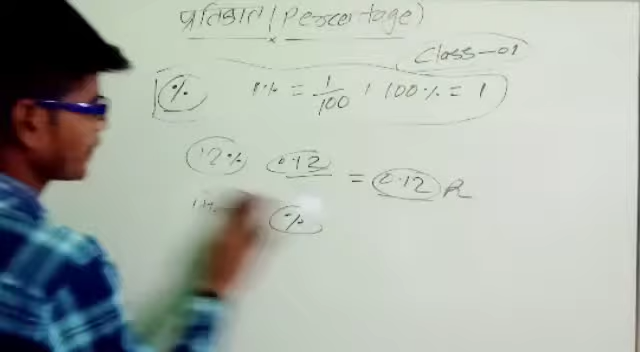 प्रतिशत (Percentage)
Class-01
% 1% = 1/100 , 100% = 1
12% 0.12 = 0.12 R
1%. %